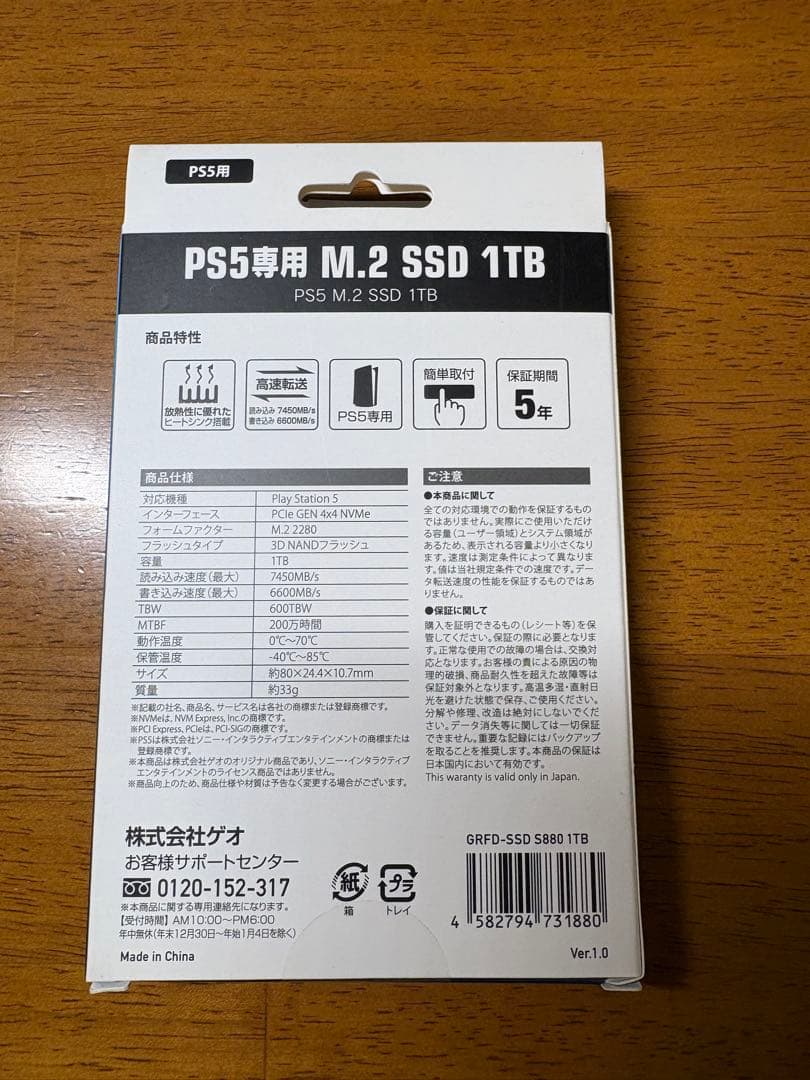 PS5用
PS5専用 M.2 SSD 1TB
PS5 M.2 SSD 1TB
商品特性
放熱性に優れた
ヒートシンク搭載
高速転送
読み込み 7450MB/s
書き込み 6600MB/s
PS5専用
簡単取付
保証期間
5年
商品仕様
対応機種 Play Station 5
インターフェース PCIe GEN 4x4 NVMe
フォームファクター M.2 2280
フラッシュタイプ 3D NANDフラッシュ
容量 1TB
読み込み速度(最大) 7450MB/s
書き込み速度(最大) 6600MB/s
TBW 600TBW
MTBF 200万時間
動作温度 0℃〜70℃
保管温度 -40℃〜85℃
サイズ 約80×24.4×10.7mm
質量 約33g
※記載の社名、商品名、サービス名は各社の商標または登録商標です。
※NVMeは、NVM Express, Inc.の商標です。
※PCI Express, PCIeは、PCI-SIGの商標です。
※PS5は株式会社ソニー・インタラクティブエンタテインメントの商標または
登録商標です。
※本商品は株式会社ゲオのオリジナル商品であり、ソニー・インタラクティブ
エンタテインメントのライセンス商品ではありません。
※商品向上のため、商品仕様や材質は予告なく変更する場合がございます。
ご注意
●本商品に関して
全ての対応環境での動作を保証するもの
ではありません。実際にご使用いただけ
る容量(ユーザー領域)とシステム領域が
あるため、表示される容量より小さくなり
ます。速度は測定条件によって異なりま
す。値は当社規定条件での速度です。デー
タ転送速度の性能を保証するものではあ
りません。
●保証に関して
購入を証明できるもの(レシート等)を保
管してください。保証の際に必要となりま
す。正常な使用での故障の場合は、交換対
応となります。お客様の責による原因の物
理的破損、商品耐久性を超えた故障等は
保証対象外となります。高温多湿・直射日
光を避けた状態で保存、ご使用ください。
分解や修理、改造は絶対にしないでくだ
さい。データ消失等に関しては一切保証
できません。重要な記録にはバックアップ
を取ることを推奨します。本商品の保証は
日本国内において有効です。
This waranty is valid only in Japan.
株式会社ゲオ
お客様サポートセンター
0120-152-317
※本商品に関する専用連絡先になります。
【受付時間】AM10:00〜PM6:00
年中無休(年末12月30日〜年始1月4日を除く)
Made in China
紙
箱
プラ
トレイ
GRFD-SSD S880 1TB
4 582794 731880
Ver.1.0